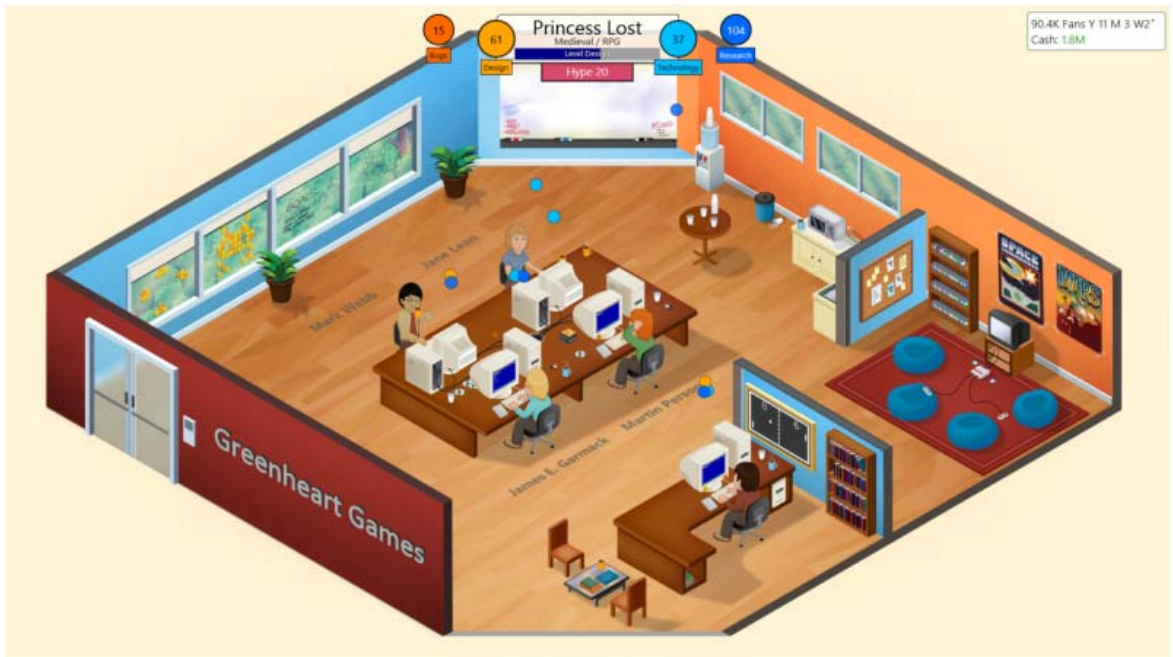 15
Bugs
61
Design
Princess Lost
Medieval / RPG
Level Design
Hype 20
37
Technology
104
Research
90.4K Fans Y 11 M 3 W2
Cash: 1.8M
Jane Lean
Mark Webb
SPACE
Martin Perso
James E. Garmack
Greenheart Games